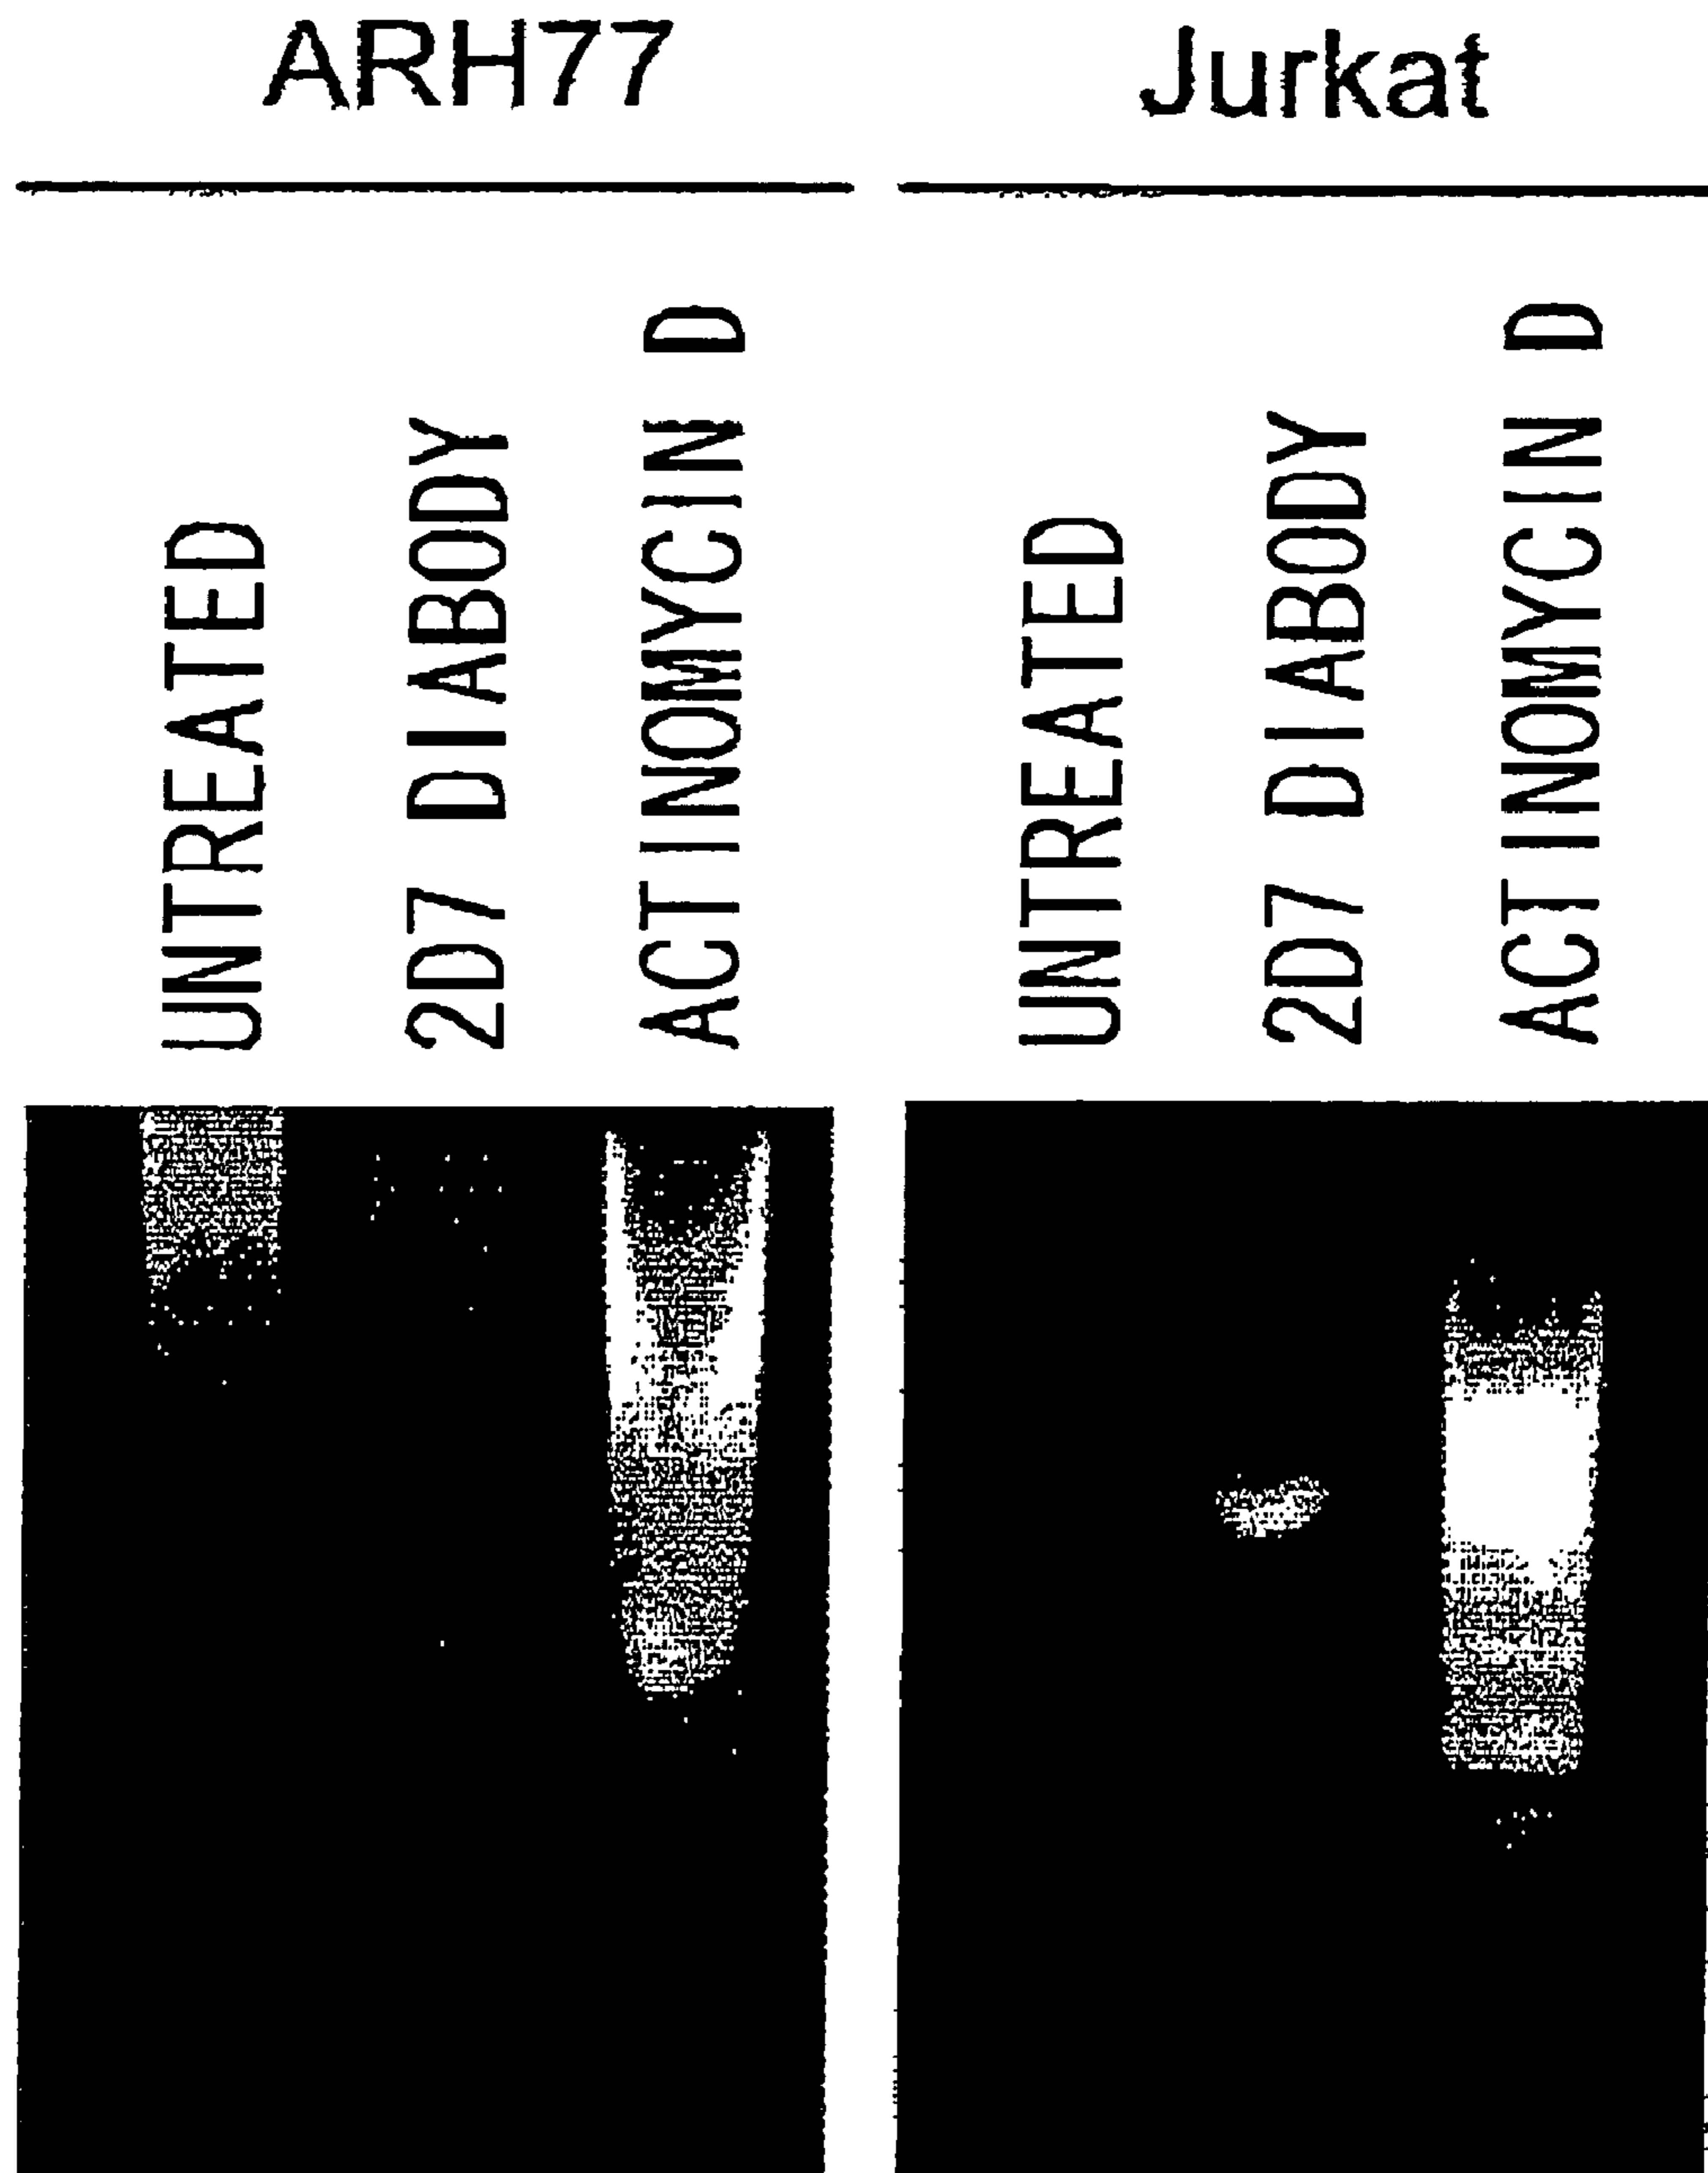 ARH77
Jurkat
UNTREATED
2D7 DIABODY
ACTINOMYCIN D
UNTREATED
2D7 DIABODY
ACTINOMYCIN D